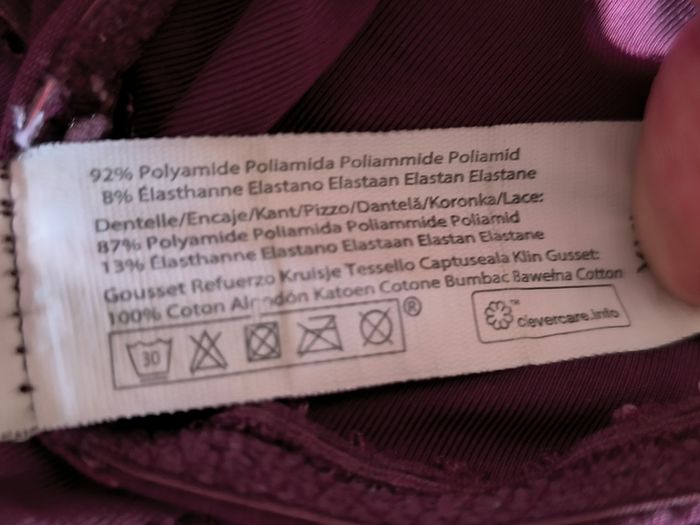 92% Polyamide Poliamida Poliammide Poliamid
8% Élasthanne Elastano Elastaan Elastan Elastane
Dentelle/Encaje/Kant/Pizzo/Dantelă/Koronka/Lace:
87% Polyamide Poliamida Poliammide Poliamid
13% Élasthanne Elastano Elastaan Elastan Elastane
Gousset Refuerzo Kruisje Tessello Captuseala Klin Gusset:
100% Coton Algodón Katoen Cotone Bumbac Bawełna Cotton
30
®
™
clevercare.info